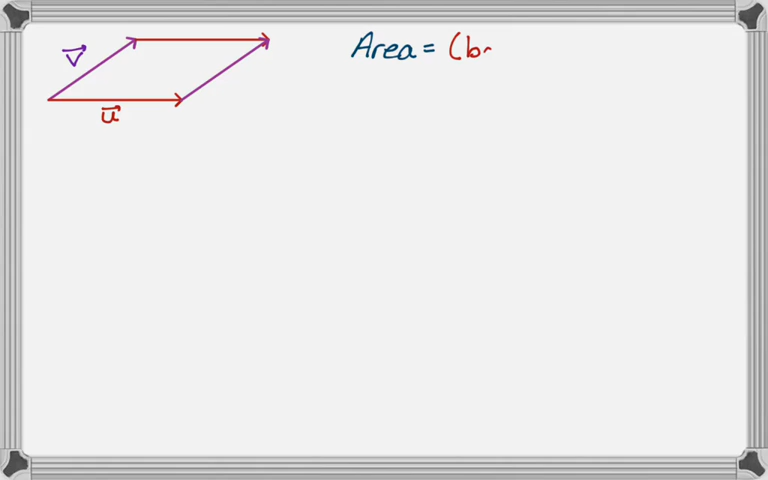 v⃗ Area = (b
u⃗